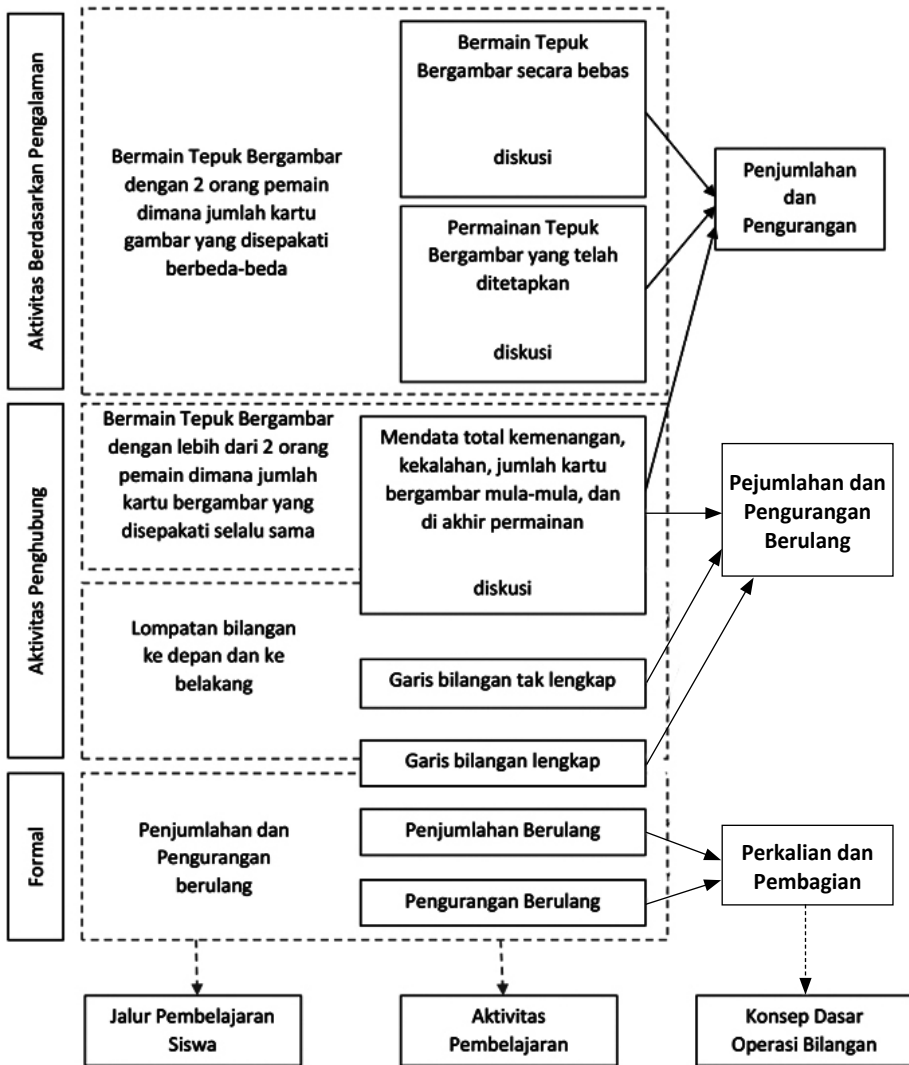 Aktivitas Berdasarkan Pengalaman
Bermain Tepuk Bergambar
dengan 2 orang pemain
dimana jumlah kartu
gambar yang disepakati
berbeda-beda
Bermain Tepuk
Bergambar secara bebas
diskusi
Permainan Tepuk
Bergambar yang telah
ditetapkan
diskusi
Penjumlahan
dan
Pengurangan
Aktivitas Penghubung
Bermain Tepuk Bergambar
dengan lebih dari 2 orang
pemain dimana jumlah
kartu bergambar yang
disepakati selalu sama
Mendata total kemenangan,
kekalahan, jumlah kartu
bergambar mula-mula, dan
di akhir permainan
diskusi
Pejumlahan dan
Pengurangan
Berulang
Lompatan bilangan
ke depan dan ke
belakang
Garis bilangan tak lengkap
Garis bilangan lengkap
Formal
Penjumlahan dan
Pengurangan
berulang
Penjumlahan Berulang
Pengurangan Berulang
Perkalian dan
Pembagian
Jalur Pembelajaran
Siswa
Aktivitas
Pembelajaran
Konsep Dasar
Operasi Bilangan